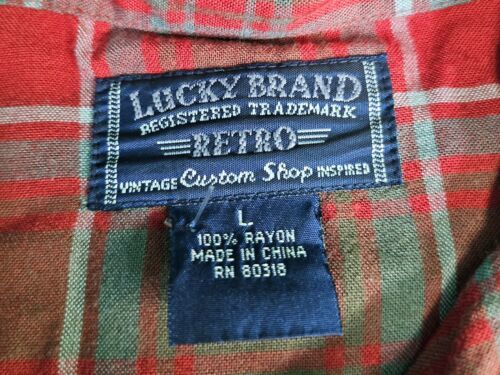 LUCKY BRAND
REGISTERED TRADEMARK
RETRO
VINTAGE Custom Shop INSPIRED
L
100% RAYON
MADE IN CHINA
RN 80318